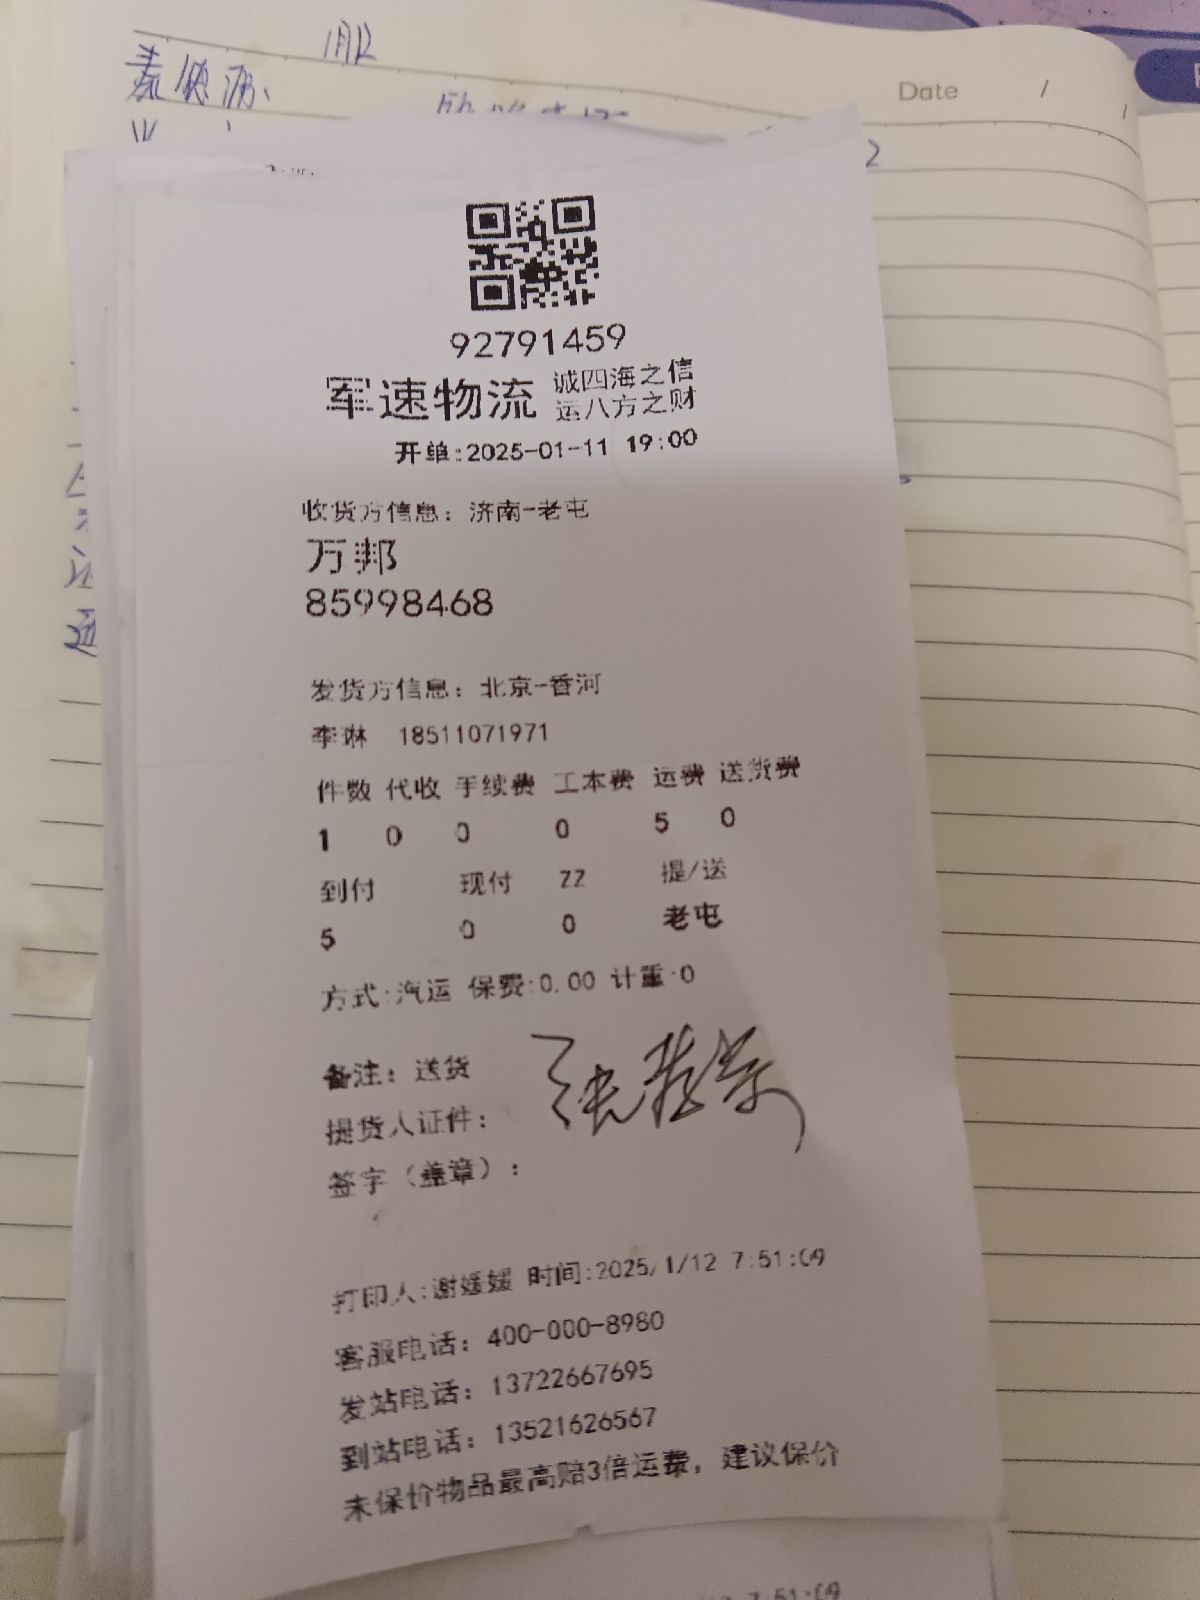 Date / /
92791459
军速物流 诚四海之信
运八方之财
开单:2025-01-11 19:00
收货方信息：济南-老屯
万邦
85998468
发货方信息：北京-香河
李琳 18511071971
件数 代收 手续费 工本费 运费 送货费
1 0 0 0 5 0
到付 现付 ZZ 提/送
5 0 0 老屯
方式:汽运 保费:0.00 计重:0
备注：送货
提货人证件：
签字（盖章）：
打印人:谢媛媛 时间:2025/1/12 7:51:09
客服电话：400-000-8980
发站电话：13722667695
到站电话：13521626567
未保价物品最高赔3倍运费，建议保价
7:51:09